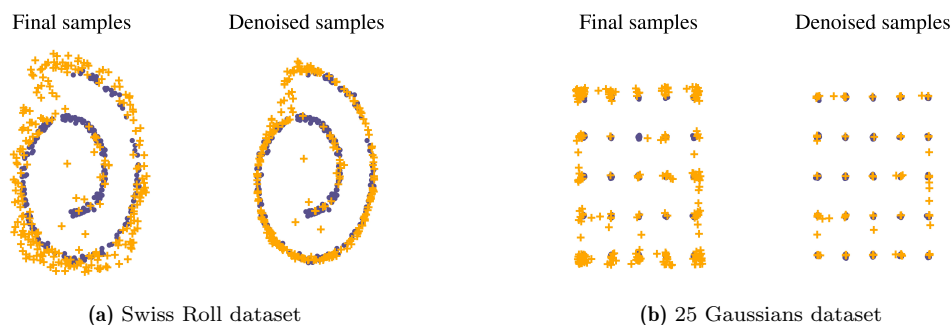 Final samples
Denoised samples
Final samples
Denoised samples
(a) Swiss Roll dataset
(b) 25 Gaussians dataset